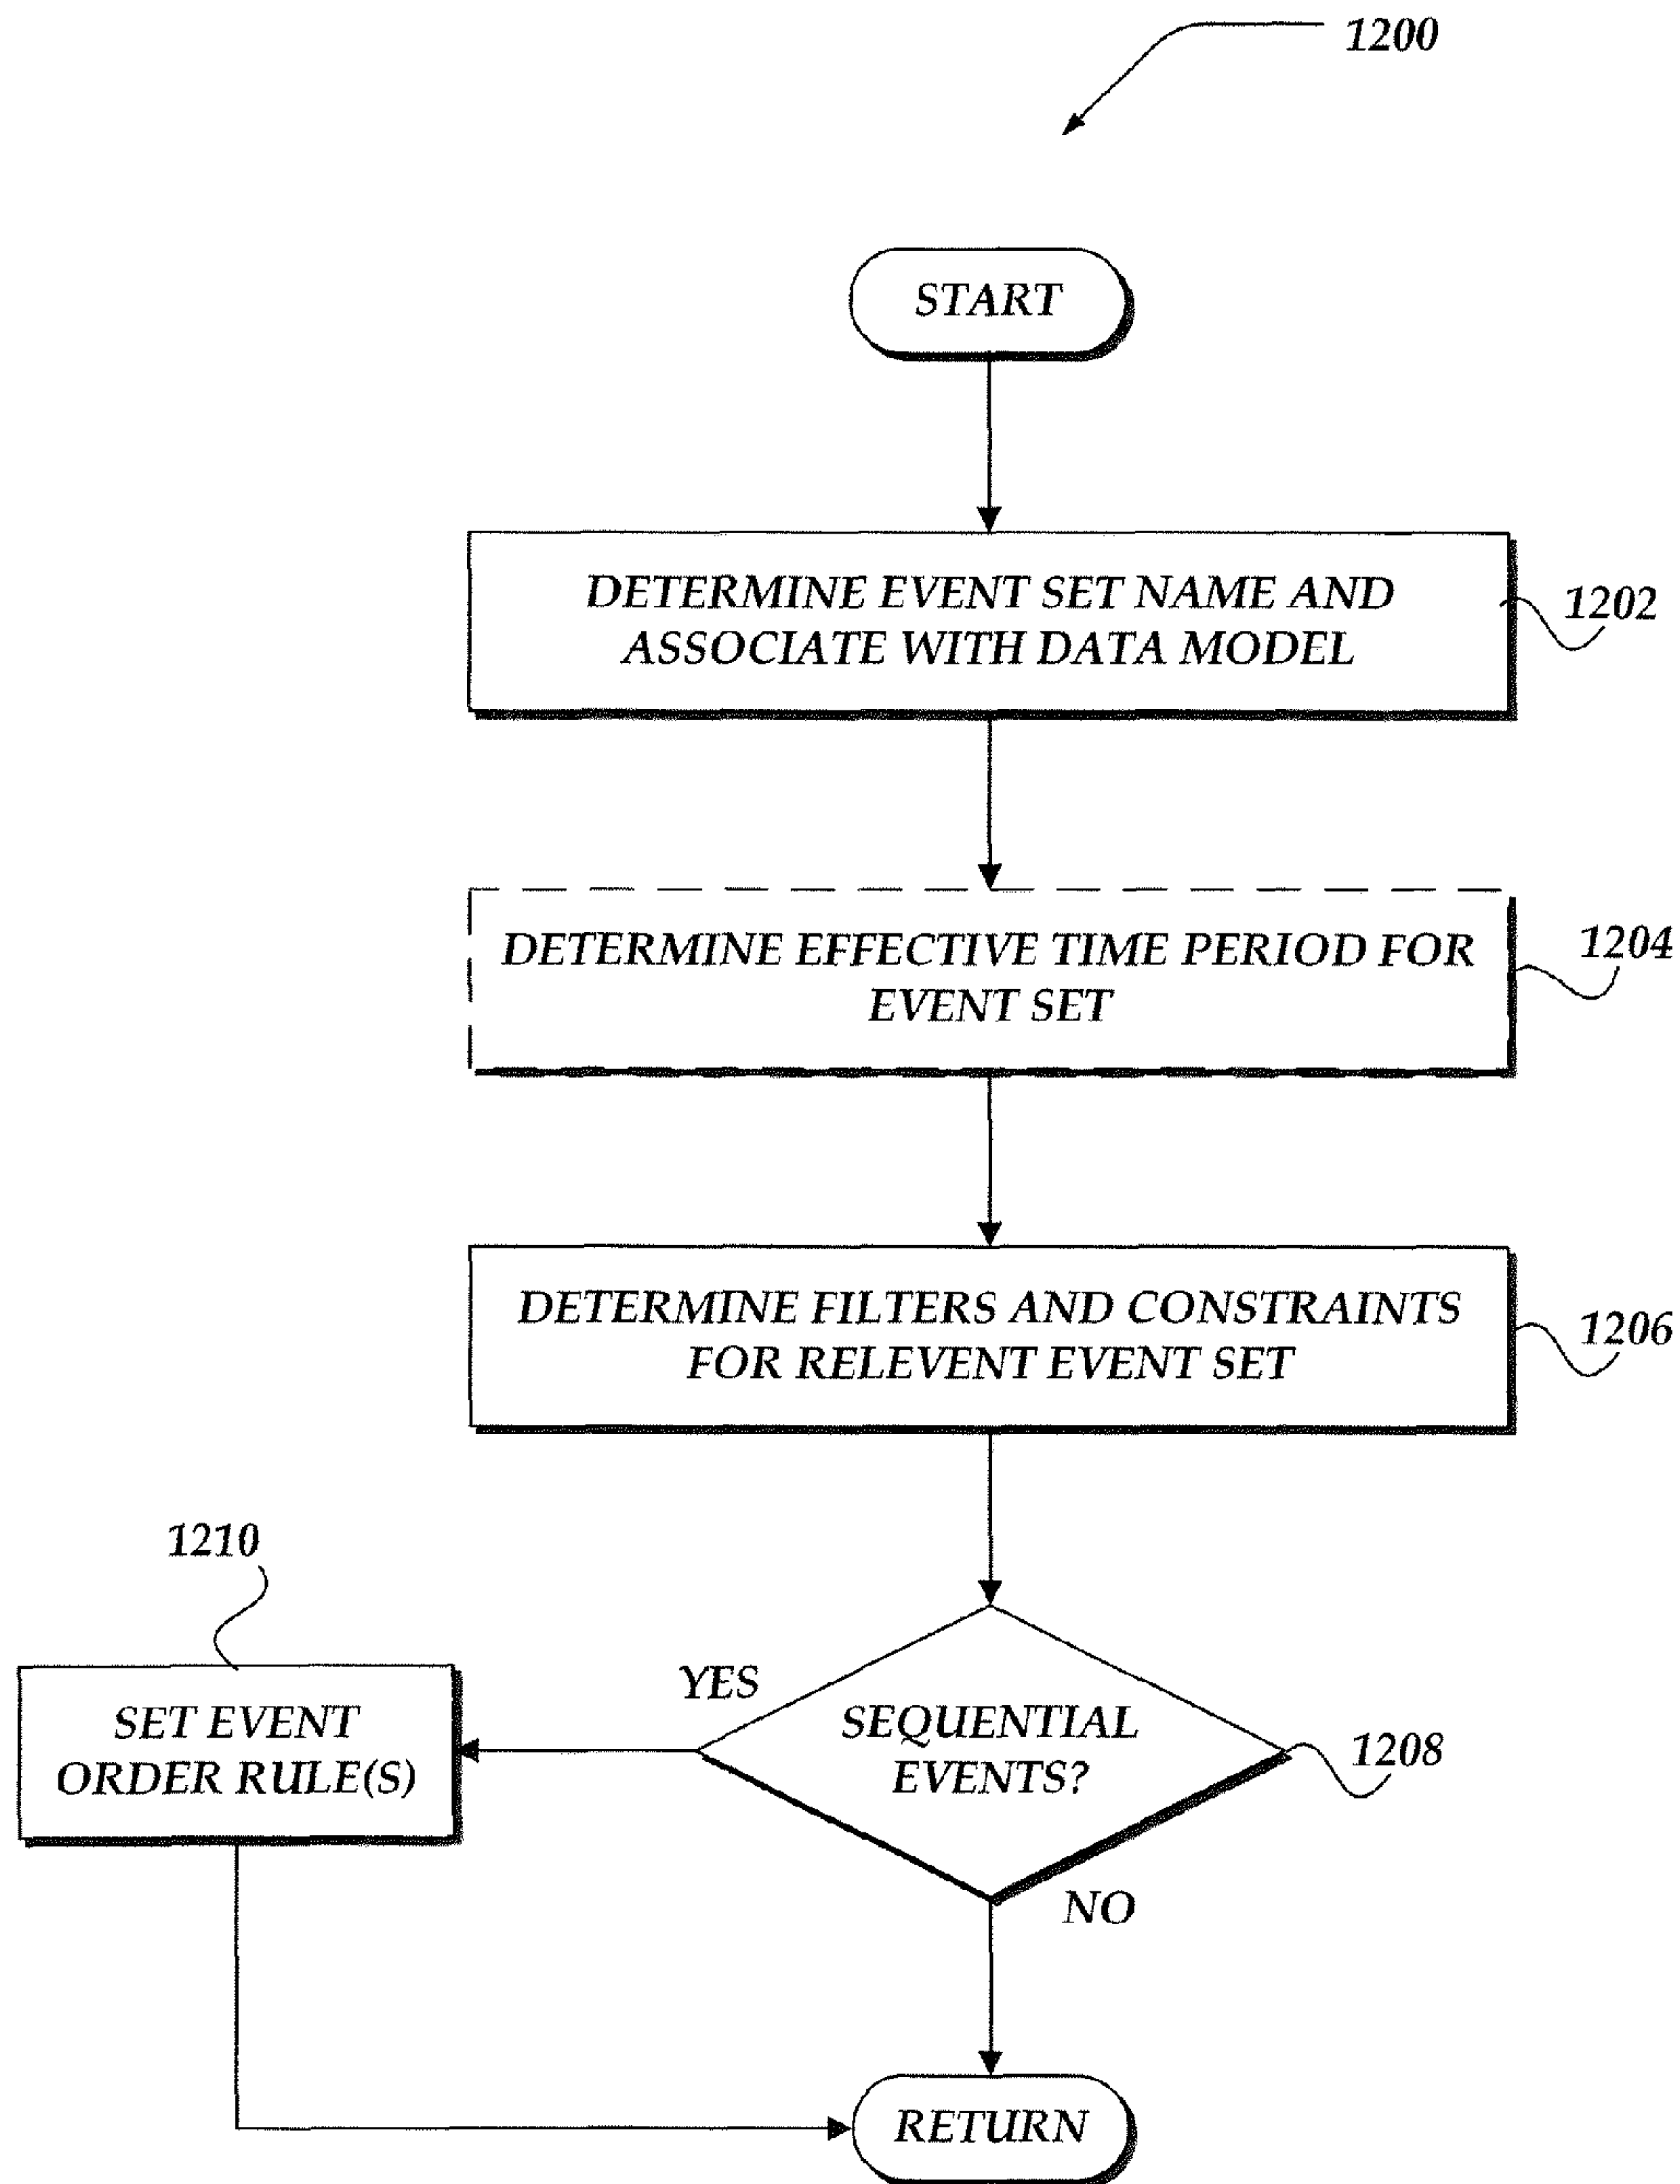 1200
START
DETERMINE EVENT SET NAME AND
ASSOCIATE WITH DATA MODEL
1202
DETERMINE EFFECTIVE TIME PERIOD FOR
EVENT SET
1204
DETERMINE FILTERS AND CONSTRAINTS
FOR RELEVENT EVENT SET
1206
1210
SET EVENT
ORDER RULE(S)
YES
SEQUENTIAL
EVENTS?
1208
NO
RETURN